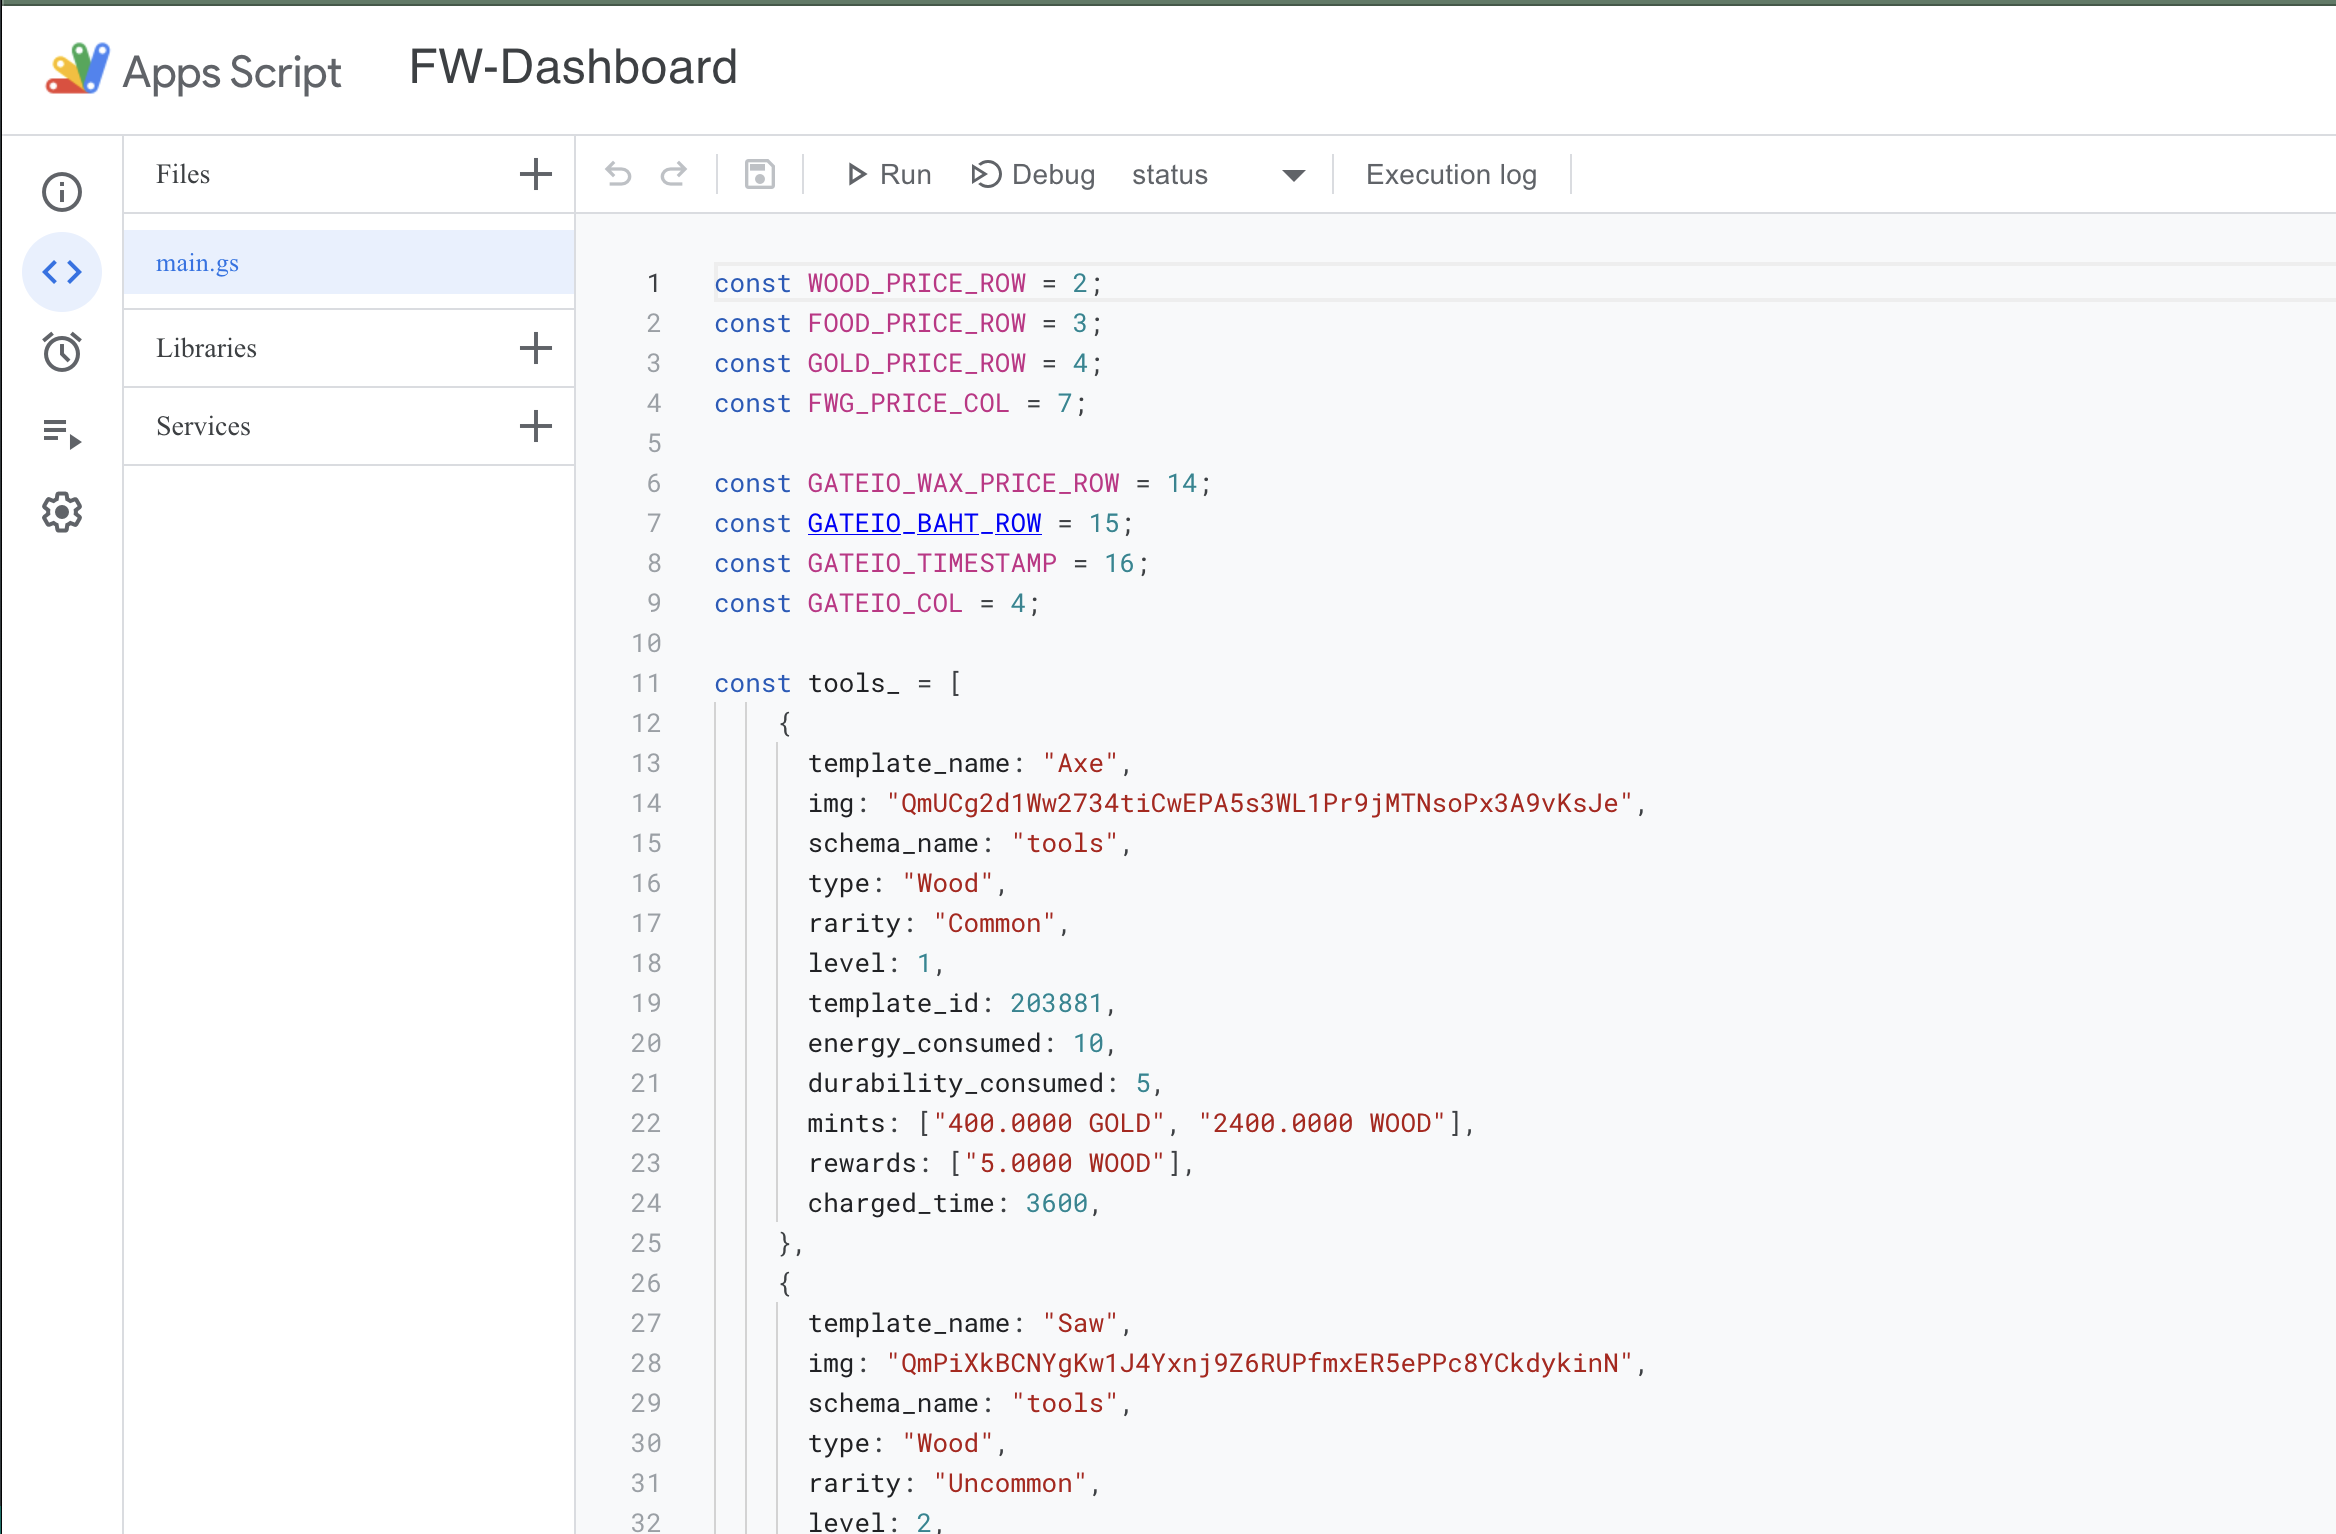 Apps Script FW-Dashboard
Files
main.gs
Libraries
Services
Run Debug status Execution log
1 const WOOD_PRICE_ROW = 2;
2 const FOOD_PRICE_ROW = 3;
3 const GOLD_PRICE_ROW = 4;
4 const FWG_PRICE_COL = 7;
5
6 const GATEIO_WAX_PRICE_ROW = 14;
7 const GATEIO_BAHT_ROW = 15;
8 const GATEIO_TIMESTAMP = 16;
9 const GATEIO_COL = 4;
10
11 const tools_ = [
12 {
13 template_name: "Axe",
14 img: "QmUCg2d1Ww2734tiCwEPA5s3WL1Pr9jMTNsoPx3A9vKsJe",
15 schema_name: "tools",
16 type: "Wood",
17 rarity: "Common",
18 level: 1,
19 template_id: 203881,
20 energy_consumed: 10,
21 durability_consumed: 5,
22 mints: ["400.0000 GOLD", "2400.0000 WOOD"],
23 rewards: ["5.0000 WOOD"],
24 charged_time: 3600,
25 },
26 {
27 template_name: "Saw",
28 img: "QmPiXkBCNYgKw1J4Yxnj9Z6RUPfmxER5ePPc8YCkdykinN",
29 schema_name: "tools",
30 type: "Wood",
31 rarity: "Uncommon",
32 level: 2,